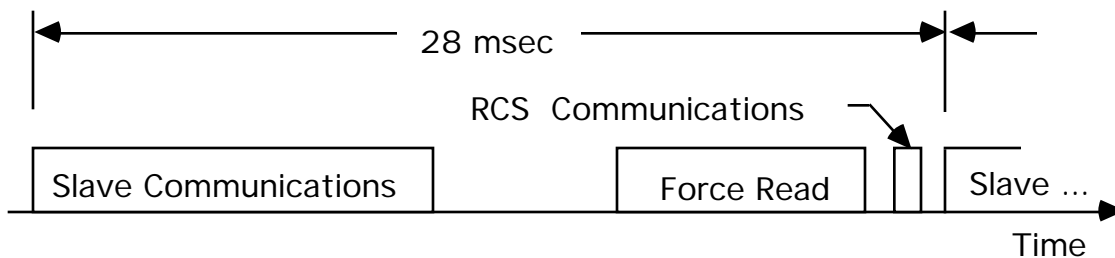 28 msec
RCS Communications
Slave Communications
Force Read
Slave ...
Time